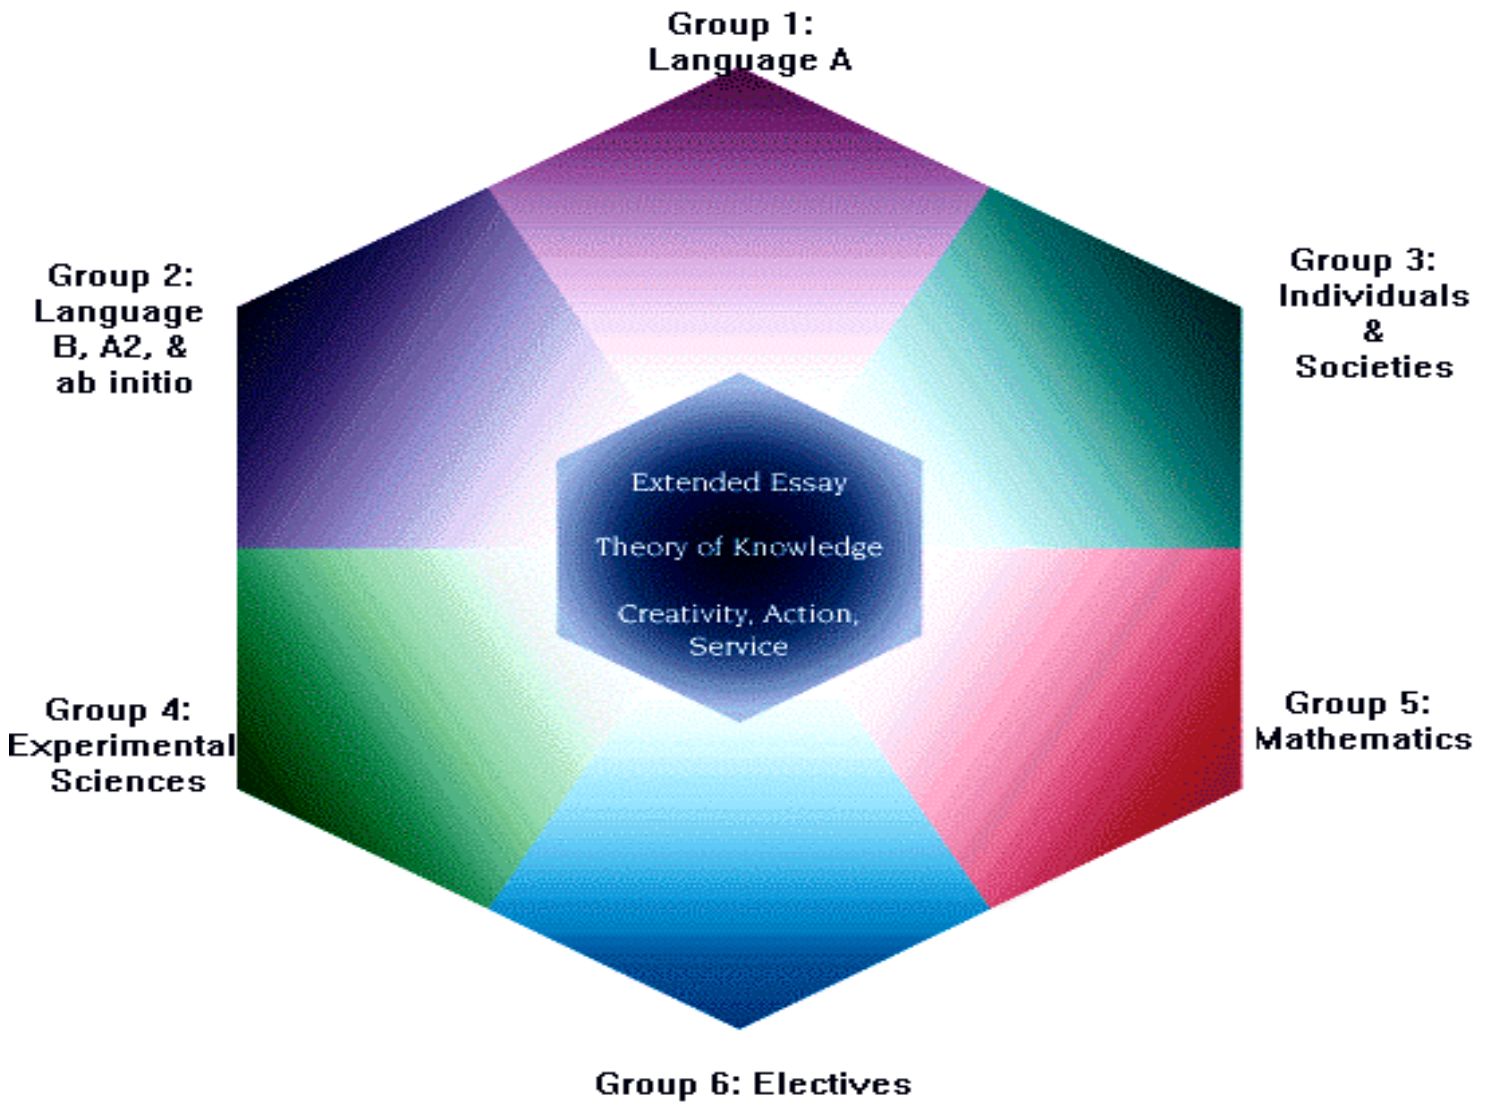 Group 1:
Language A
Group 2:
Language
B, A2, &
ab initio
Group 3:
Individuals
&
Societies
Extended Essay
Theory of Knowledge
Creativity, Action,
Service
Group 4:
Experimental
Sciences
Group 5:
Mathematics
Group 6: Electives